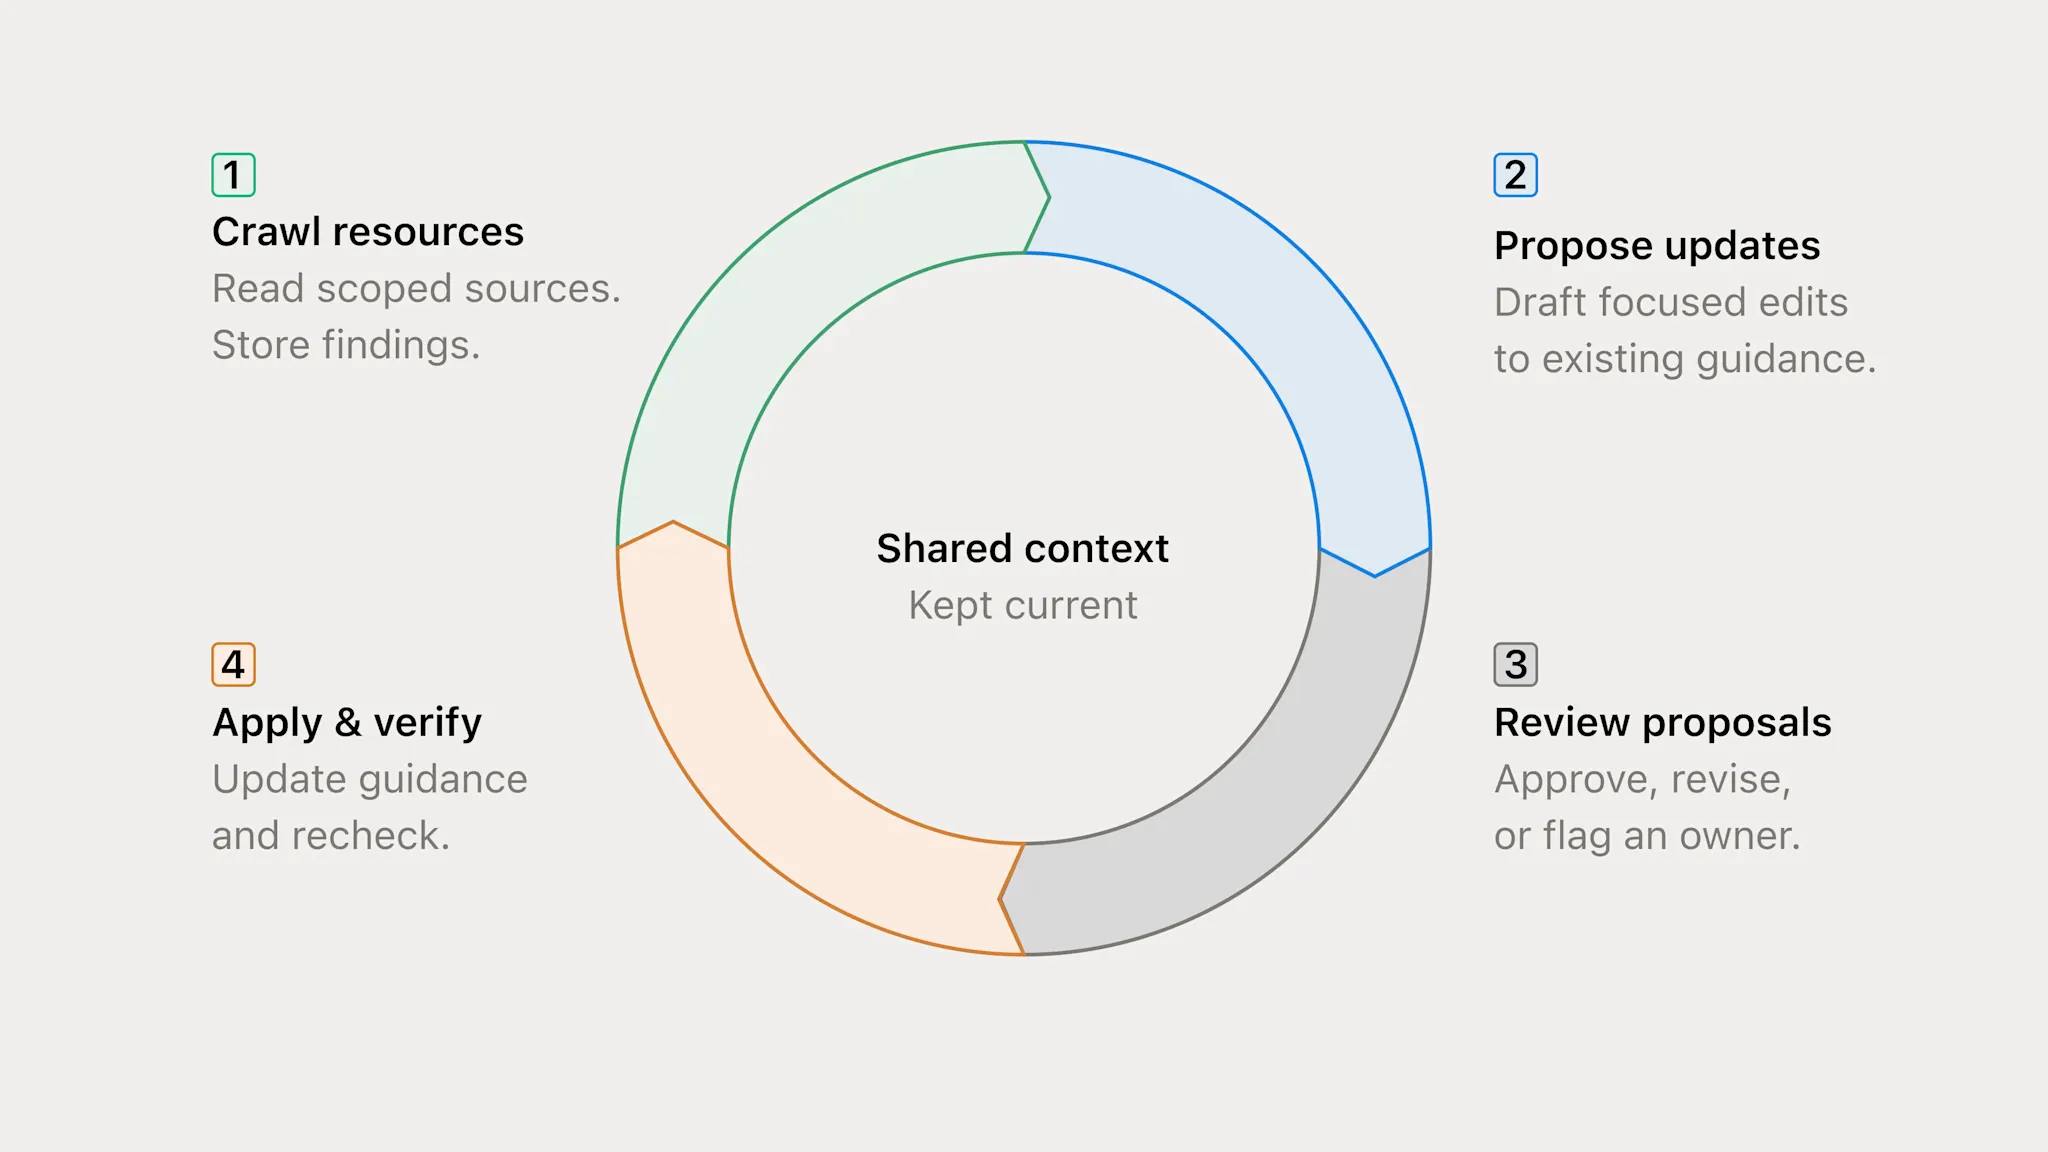 1
Crawl resources
Read scoped sources.
Store findings.
2
Propose updates
Draft focused edits
to existing guidance.
Shared context
Kept current
3
Review proposals
Approve, revise,
or flag an owner.
4
Apply & verify
Update guidance
and recheck.